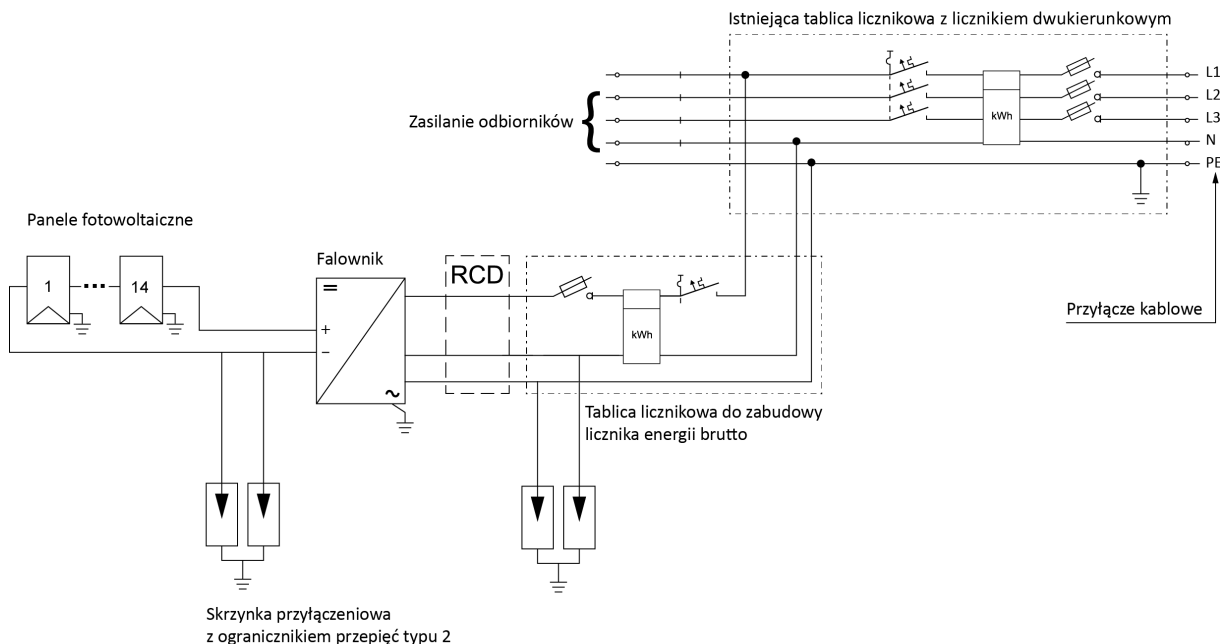 Istniejąca tablica licznikowa z licznikiem dwukierunkowym
L1
L2
L3
N
PE
kWh
Zasilanie odbiorników
Przyłącze kablowe
Panele fotowoltaiczne
1
14
Falownik
=
+
−
~
RCD
kWh
Tablica licznikowa do zabudowy
licznika energii brutto
Skrzynka przyłączeniowa
z ogranicznikiem przepięć typu 2